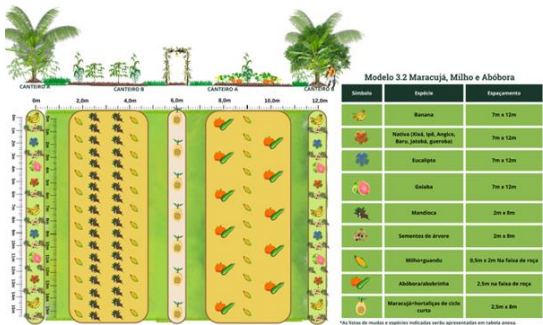 CANTEIRO A
CANTEIRO B
CANTEIRO A
CANTEIRO B
0m 2,0m 4,0m 6,0m 8,0m 10,0m 12,0m
Modelo 3.2 Maracujá, Milho e Abóbora
Símbolo Espécie Espaçamento
Banana 7m x 12m
Nativa (Xixá, Ipê, Angico, Baru, Jatobá, gueroba) 7m x 12m
Eucalipto 7m x 12m
Goiaba 7m x 12m
Mandioca 2m x 8m
Sementes de árvore 2m x 8m
Milho+guandu 0,5m x 2m Na faixa de roça
Abóbora/abobrinha 2,5m na faixa de roça
Maracujá+hortaliças de ciclo curto 2,5m x 8m
*As listas de mudas e espécies indicadas serão apresentadas em tabela anexa.